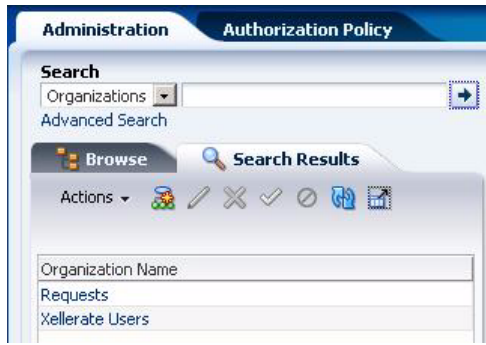 Administration Authorization Policy
Search
Organizations
Advanced Search
Browse Search Results
Actions
Organization Name
Requests
Xellerate Users